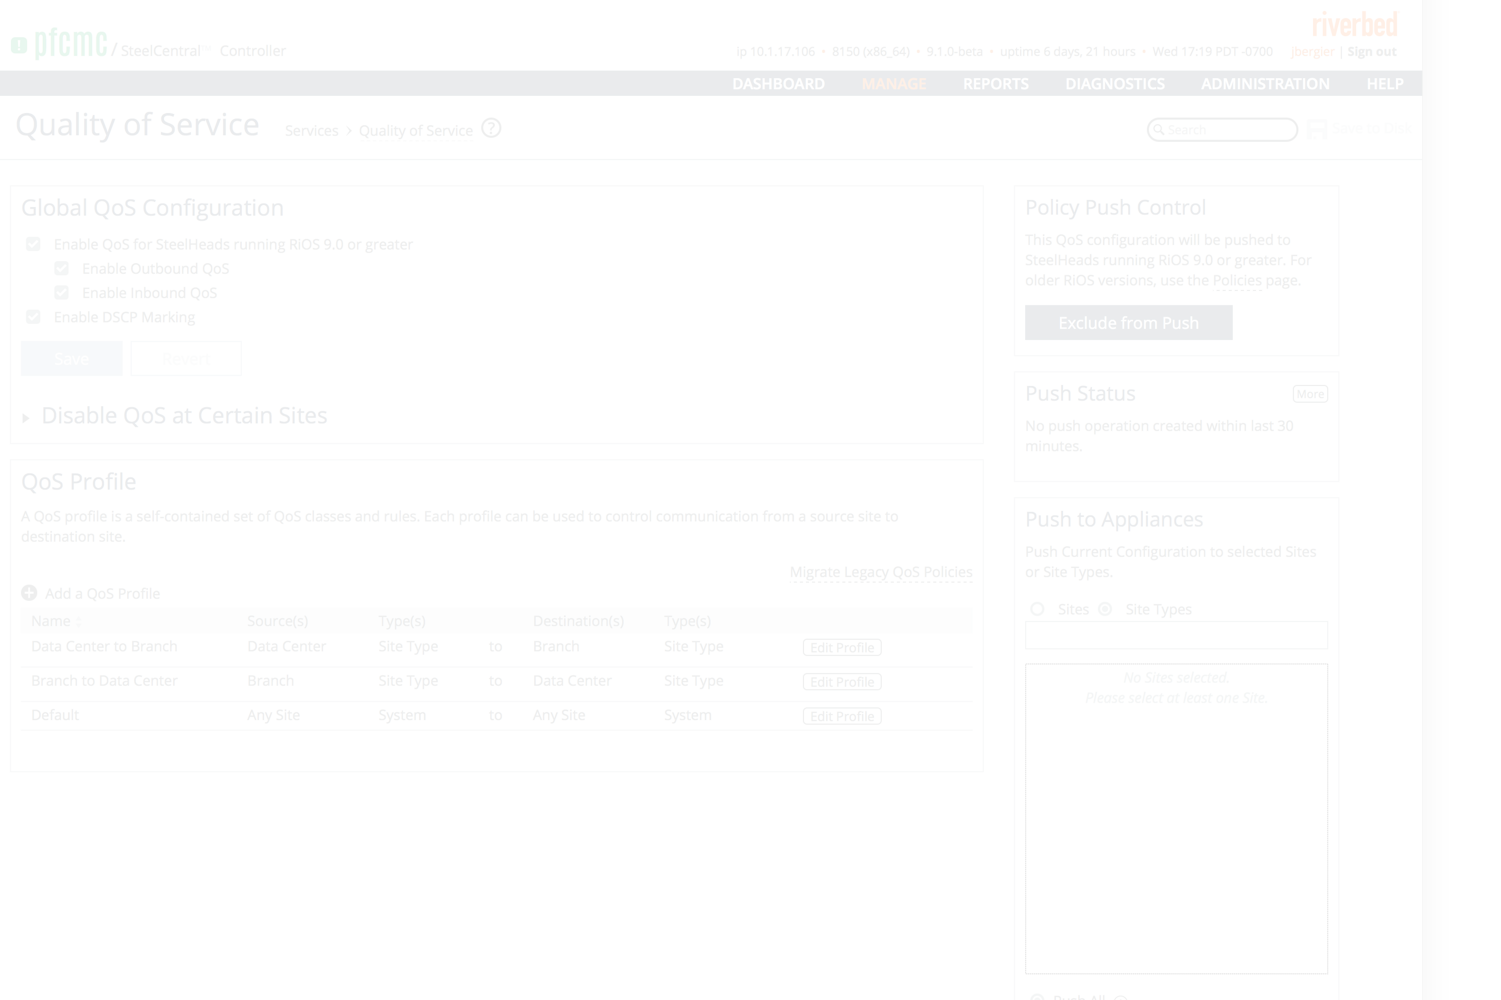 pfcmc / SteelCentral™ Controller
riverbed
ip 10.1.17.106 • 8150 (x86_64) • 9.1.0-beta • uptime 6 days, 21 hours • Wed 17:19 PDT -0700 jbergler | Sign out
DASHBOARD MANAGE REPORTS DIAGNOSTICS ADMINISTRATION HELP
Quality of Service Services › Quality of Service ?
Search Save to Disk
Global QoS Configuration
Enable QoS for SteelHeads running RiOS 9.0 or greater
Enable Outbound QoS
Enable Inbound QoS
Enable DSCP Marking
Save Revert
Disable QoS at Certain Sites
QoS Profile
A QoS profile is a self-contained set of QoS classes and rules. Each profile can be used to control communication from a source site to
destination site.
Migrate Legacy QoS Policies
Add a QoS Profile
Name Source(s) Type(s) Destination(s) Type(s)
Data Center to Branch Data Center Site Type to Branch Site Type Edit Profile
Branch to Data Center Branch Site Type to Data Center Site Type Edit Profile
Default Any Site System to Any Site System Edit Profile
Policy Push Control
This QoS configuration will be pushed to
SteelHeads running RiOS 9.0 or greater. For
older RiOS versions, use the Policies page.
Exclude from Push
Push Status More
No push operation created within last 30
minutes.
Push to Appliances
Push Current Configuration to selected Sites
or Site Types.
Sites Site Types
No Sites selected.
Please select at least one Site.
Push All